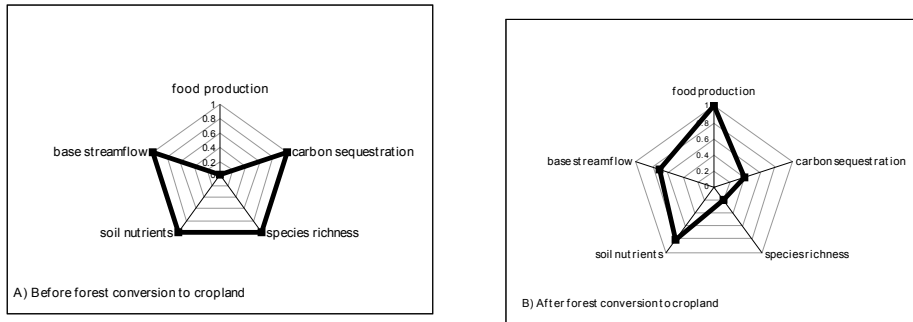 food production
1
0.8
0.6
0.4
0.2
0
base streamflow
carbon sequestration
soil nutrients
species richness
A) Before forest conversion to cropland
food production
1
0.8
0.6
0.4
0.2
0
base streamflow
carbon sequestration
soil nutrients
species richness
B) After forest conversion to cropland